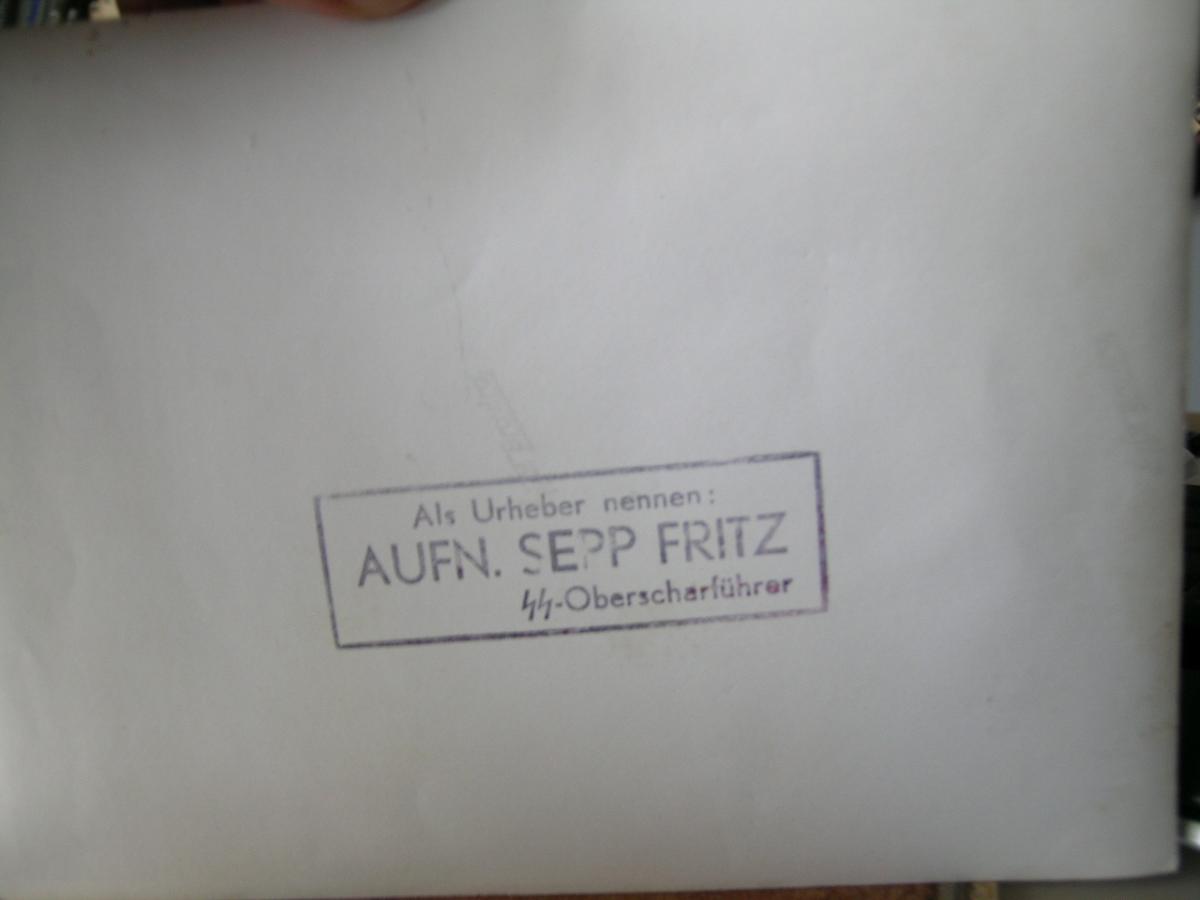 Als Urheber nennen:
AUFN. SEPP FRITZ
ᛋᛋ-Oberscharführer